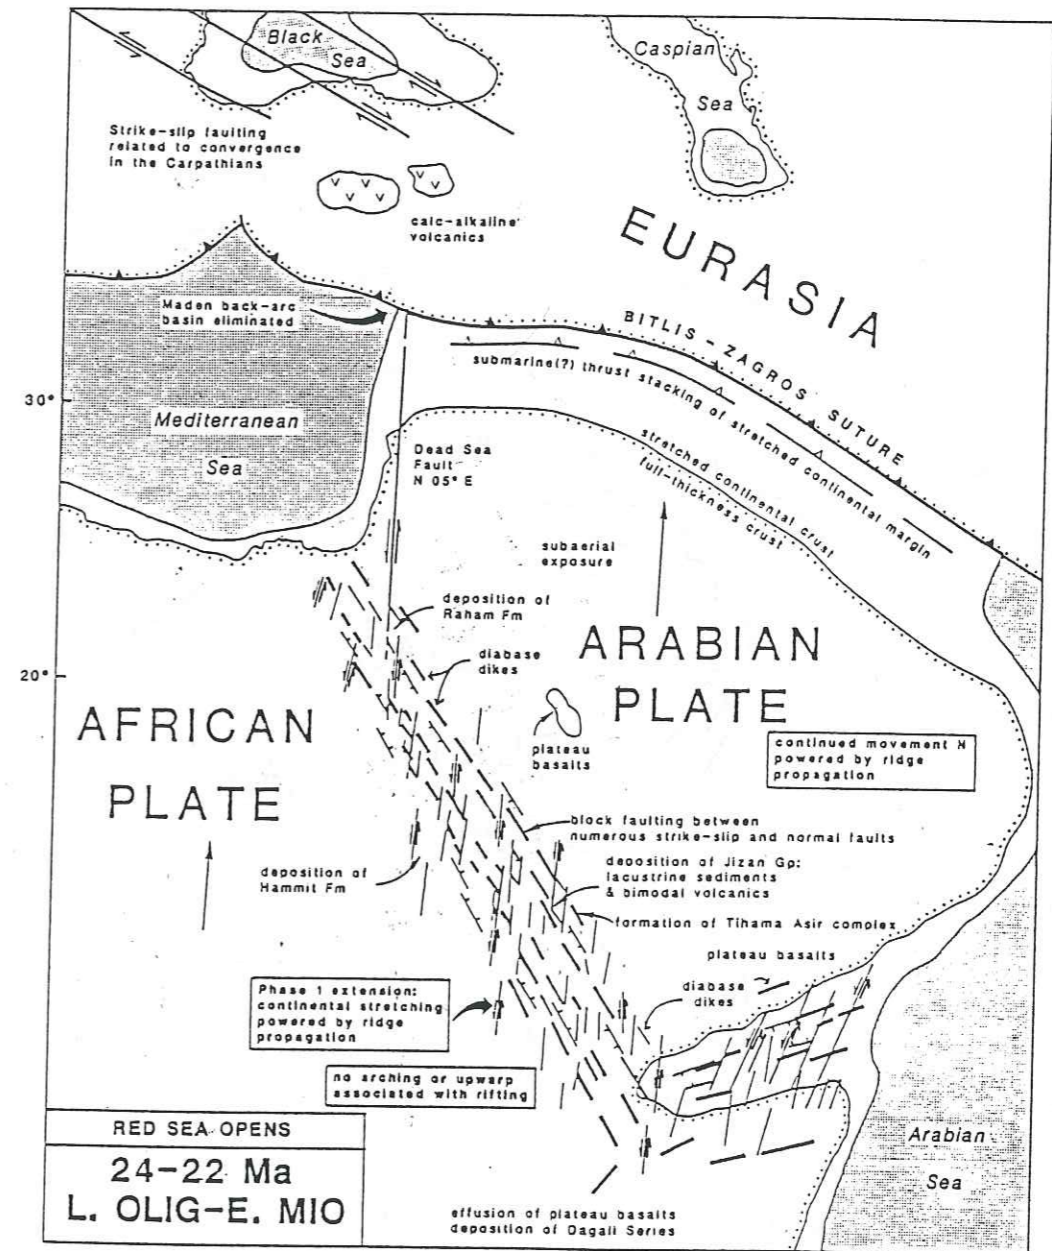 Black
Sea
Caspian
Sea
Strike-slip faulting
related to convergence
in the Carpathians
calc-alkaline
volcanics
EURASIA
Maden back-arc
basin eliminated
BITLIS-ZAGROS SUTURE
submarine(?) thrust stacking of stretched continental margin
30°
Mediterranean
Sea
Dead Sea
Fault
N 05° E
stretched continental crust
full-thickness crust
subaerial
exposure
deposition of
Raham Fm
diabase
dikes
ARABIAN
PLATE
20°
AFRICAN
PLATE
plateau
basalts
continued movement N
powered by ridge
propagation
block faulting between
numerous strike-slip and normal faults
deposition of
Hammit Fm
deposition of Jizan Gp:
lacustrine sediments
& bimodal volcanics
formation of Tihama Asir complex
plateau basalts
diabase
dikes
Phase 1 extension:
continental stretching
powered by ridge
propagation
no arching or upwarp
associated with rifting
RED SEA OPENS
24-22 Ma
L. OLIG-E. MIO
Arabian
Sea
effusion of plateau basalts
deposition of Dagali Series